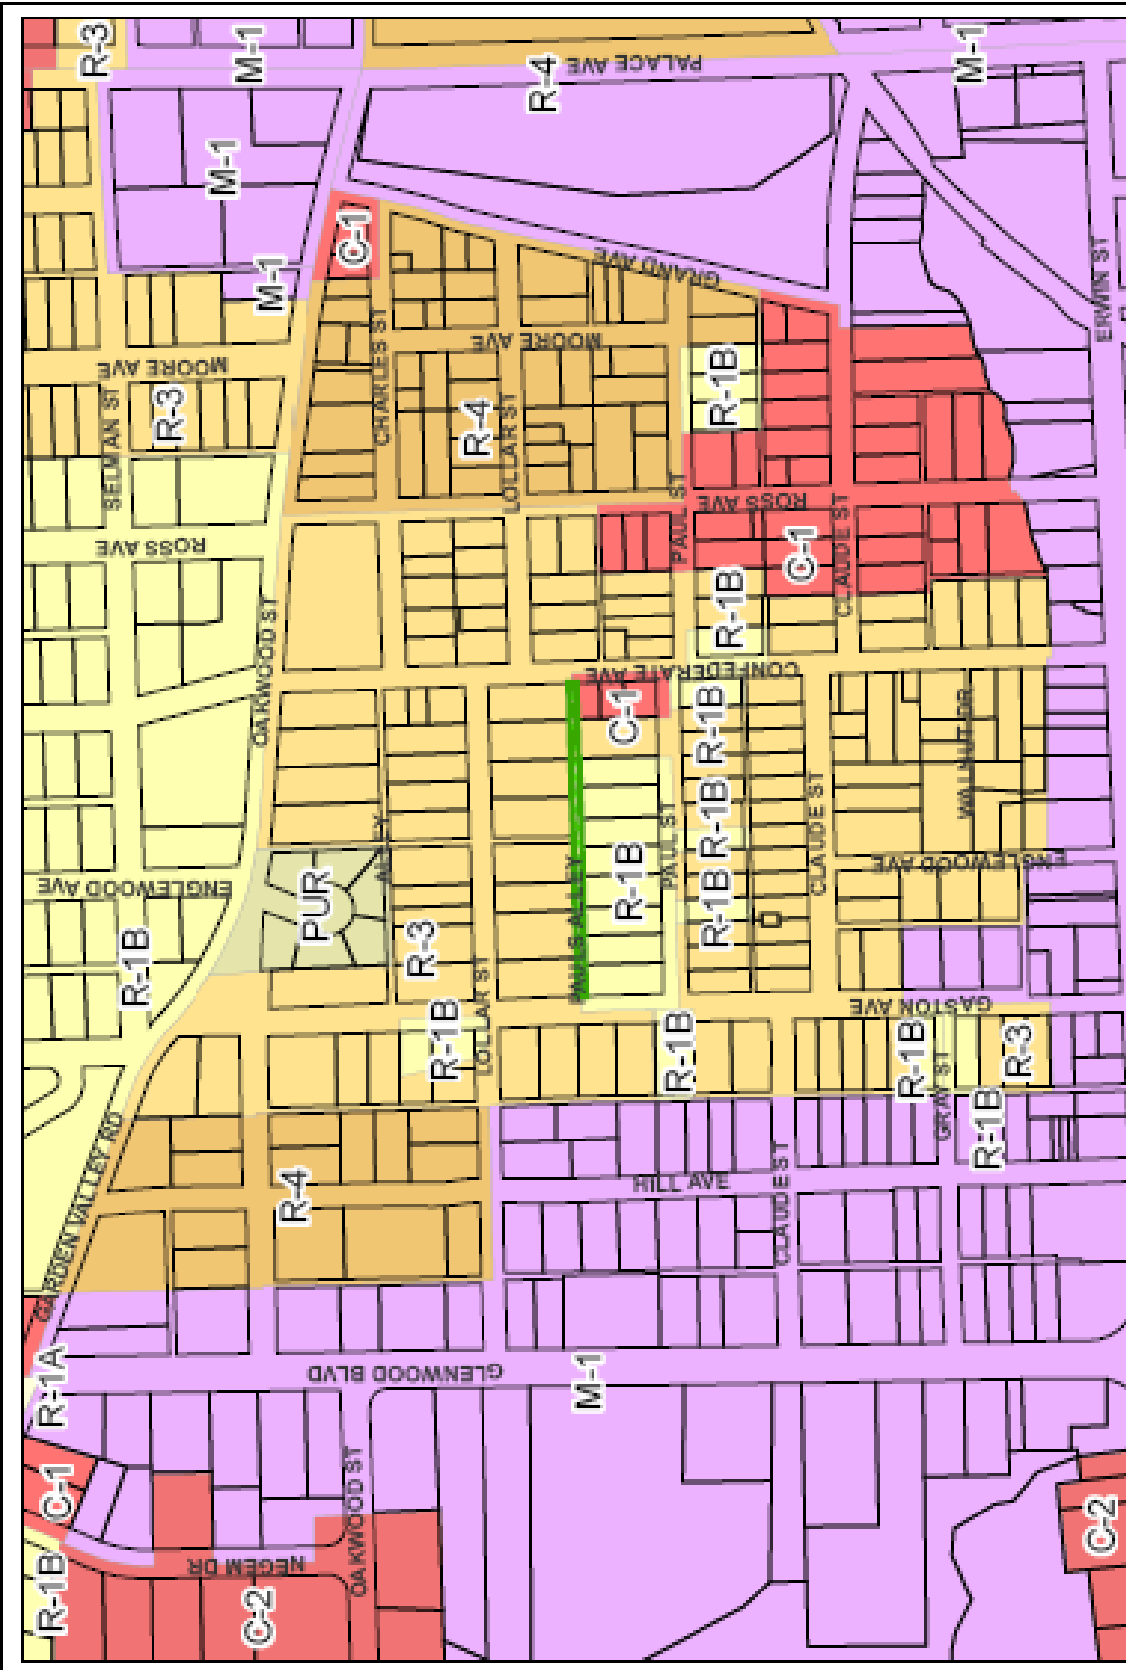 R-3
M-1
R-4
PALACE AVE
M-1
M-1
C-1
M-1
GRAND AVE
MOORE AVE
SELMAN ST
R-3
CHARLES ST
MOORE AVE
R-4
LOLLAR ST
R-1B
ERWIN ST
ROSS AVE
OAKWOOD ST
PAUL ST
ROSS AVE
C-1
CLAUDE ST
R-1B
CONFEDERATE AVE
C-1
R-1B
WALNUT DR
ENGLEWOOD AVE
PUR
ALLEY
R-1B
PAUL ST
R-1B
R-1B
CLAUDE ST
ENGLEWOOD AVE
R-1B
R-3
PAULS ALLEY
R-1B
LOLLAR ST
R-1B
GASTON AVE
R-1B
R-3
GRAY ST
R-1B
GARDEN VALLEY RD
R-4
HILL AVE
CLAUDE ST
R-1A
GLENWOOD BLVD
M-1
C-1
OAKWOOD ST
R-1B
NEGEM DR
C-2
C-2